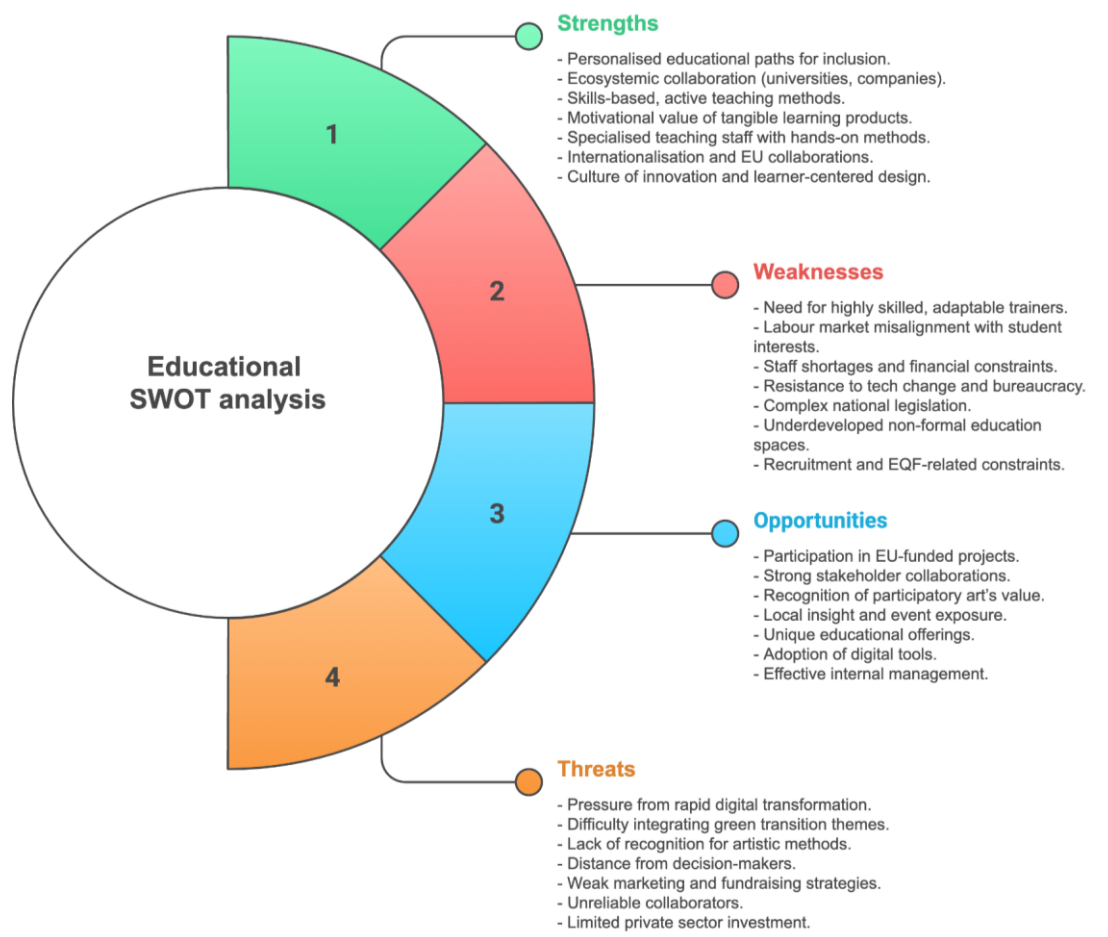 Educational
SWOT analysis
1
Strengths
- Personalised educational paths for inclusion.
- Ecosystemic collaboration (universities, companies).
- Skills-based, active teaching methods.
- Motivational value of tangible learning products.
- Specialised teaching staff with hands-on methods.
- Internationalisation and EU collaborations.
- Culture of innovation and learner-centered design.
2
Weaknesses
- Need for highly skilled, adaptable trainers.
- Labour market misalignment with student
interests.
- Staff shortages and financial constraints.
- Resistance to tech change and bureaucracy.
- Complex national legislation.
- Underdeveloped non-formal education
spaces.
- Recruitment and EQF-related constraints.
3
Opportunities
- Participation in EU-funded projects.
- Strong stakeholder collaborations.
- Recognition of participatory art's value.
- Local insight and event exposure.
- Unique educational offerings.
- Adoption of digital tools.
- Effective internal management.
4
Threats
- Pressure from rapid digital transformation.
- Difficulty integrating green transition themes.
- Lack of recognition for artistic methods.
- Distance from decision-makers.
- Weak marketing and fundraising strategies.
- Unreliable collaborators.
- Limited private sector investment.